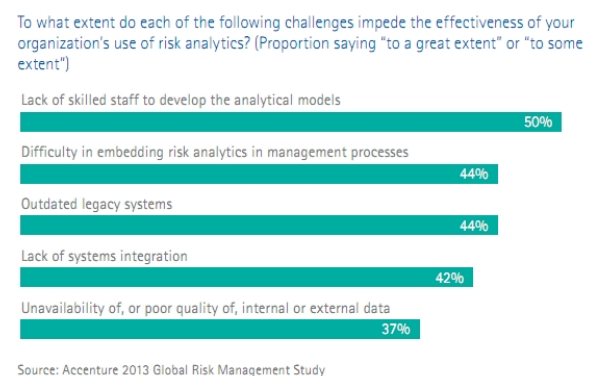 To what extent do each of the following challenges impede the effectiveness of your
organization's use of risk analytics? (Proportion saying "to a great extent" or "to some
extent")
Lack of skilled staff to develop the analytical models
50%
Difficulty in embedding risk analytics in management processes
44%
Outdated legacy systems
44%
Lack of systems integration
42%
Unavailability of, or poor quality of, internal or external data
37%
Source: Accenture 2013 Global Risk Management Study